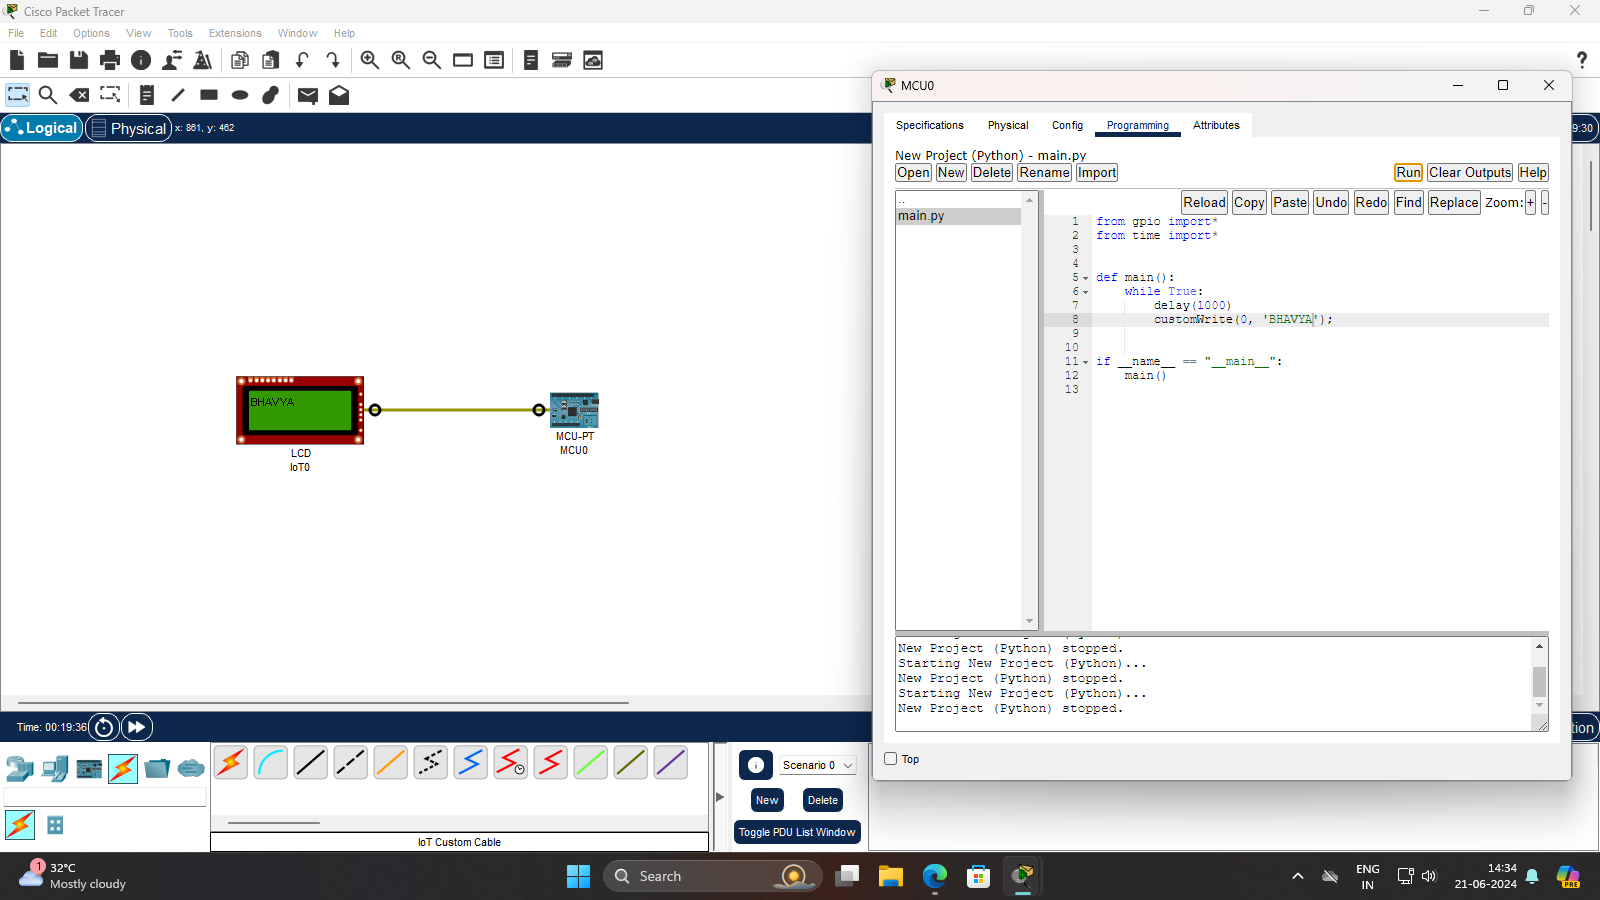 Cisco Packet Tracer
File Edit Options View Tools Extensions Window Help
Logical
Physical
x: 861, y: 462
BHAVYA
LCD
IoT0
MCU-PT
MCU0
MCU0
Specifications Physical Config Programming Attributes
New Project (Python) - main.py
Open New Delete Rename Import Run Clear Outputs Help
Reload Copy Paste Undo Redo Find Replace Zoom: + -
..
main.py
1 from gpio import*
2 from time import*
3
4
5 def main():
6 while True:
7 delay(1000)
8 customWrite(0, 'BHAVYA');
9
10
11 if __name__ == "__main__":
12 main()
13
New Project (Python) stopped.
Starting New Project (Python)...
New Project (Python) stopped.
Starting New Project (Python)...
New Project (Python) stopped.
Top
9:30
Time: 00:19:36
tion
Scenario 0
New Delete
Toggle PDU List Window
IoT Custom Cable
1
32°C
Mostly cloudy
Search
ENG
IN
14:34
21-06-2024
PRE